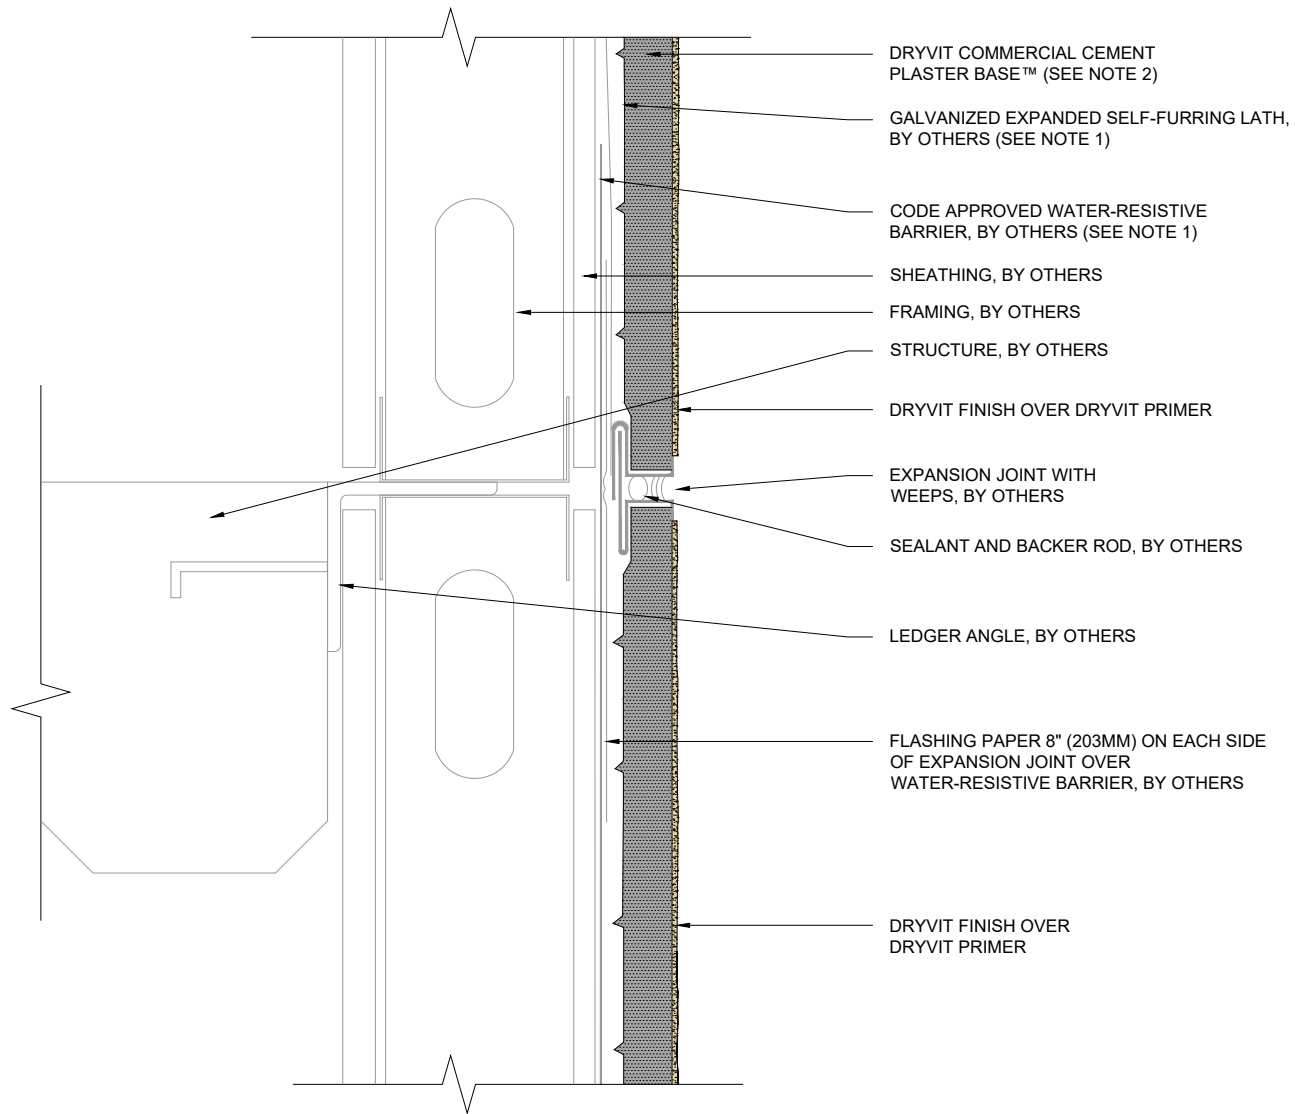 DRYVIT COMMERCIAL CEMENT
PLASTER BASE™ (SEE NOTE 2)
GALVANIZED EXPANDED SELF-FURRING LATH,
BY OTHERS (SEE NOTE 1)
CODE APPROVED WATER-RESISTIVE
BARRIER, BY OTHERS (SEE NOTE 1)
SHEATHING, BY OTHERS
FRAMING, BY OTHERS
STRUCTURE, BY OTHERS
DRYVIT FINISH OVER DRYVIT PRIMER
EXPANSION JOINT WITH
WEEPS, BY OTHERS
SEALANT AND BACKER ROD, BY OTHERS
LEDGER ANGLE, BY OTHERS
FLASHING PAPER 8" (203MM) ON EACH SIDE
OF EXPANSION JOINT OVER
WATER-RESISTIVE BARRIER, BY OTHERS
DRYVIT FINISH OVER
DRYVIT PRIMER